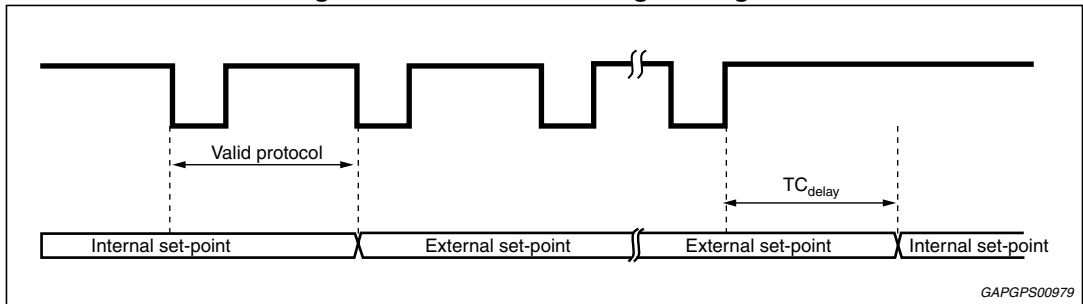 Valid protocol
TCdelay
Internal set-point
External set-point
External set-point
Internal set-point
GAPGPS00979